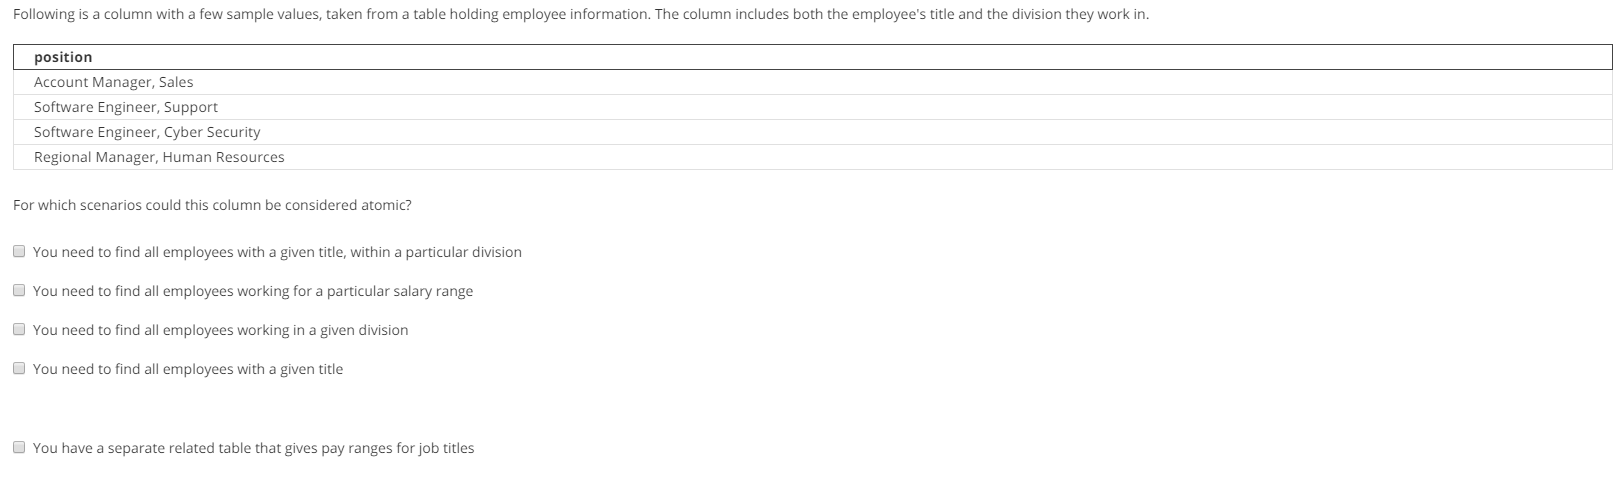 Following is a column with a few sample values, taken from a table holding employee information. The column includes both the employee's title and the division they work in.
position
Account Manager, Sales
Software Engineer, Support
Software Engineer, Cyber Security
Regional Manager, Human Resources
For which scenarios could this column be considered atomic?
You need to find all employees with a given title, within a particular division
You need to find all employees working for a particular salary range
You need to find all employees working in a given division
You need to find all employees with a given title
You have a separate related table that gives pay ranges for job titles